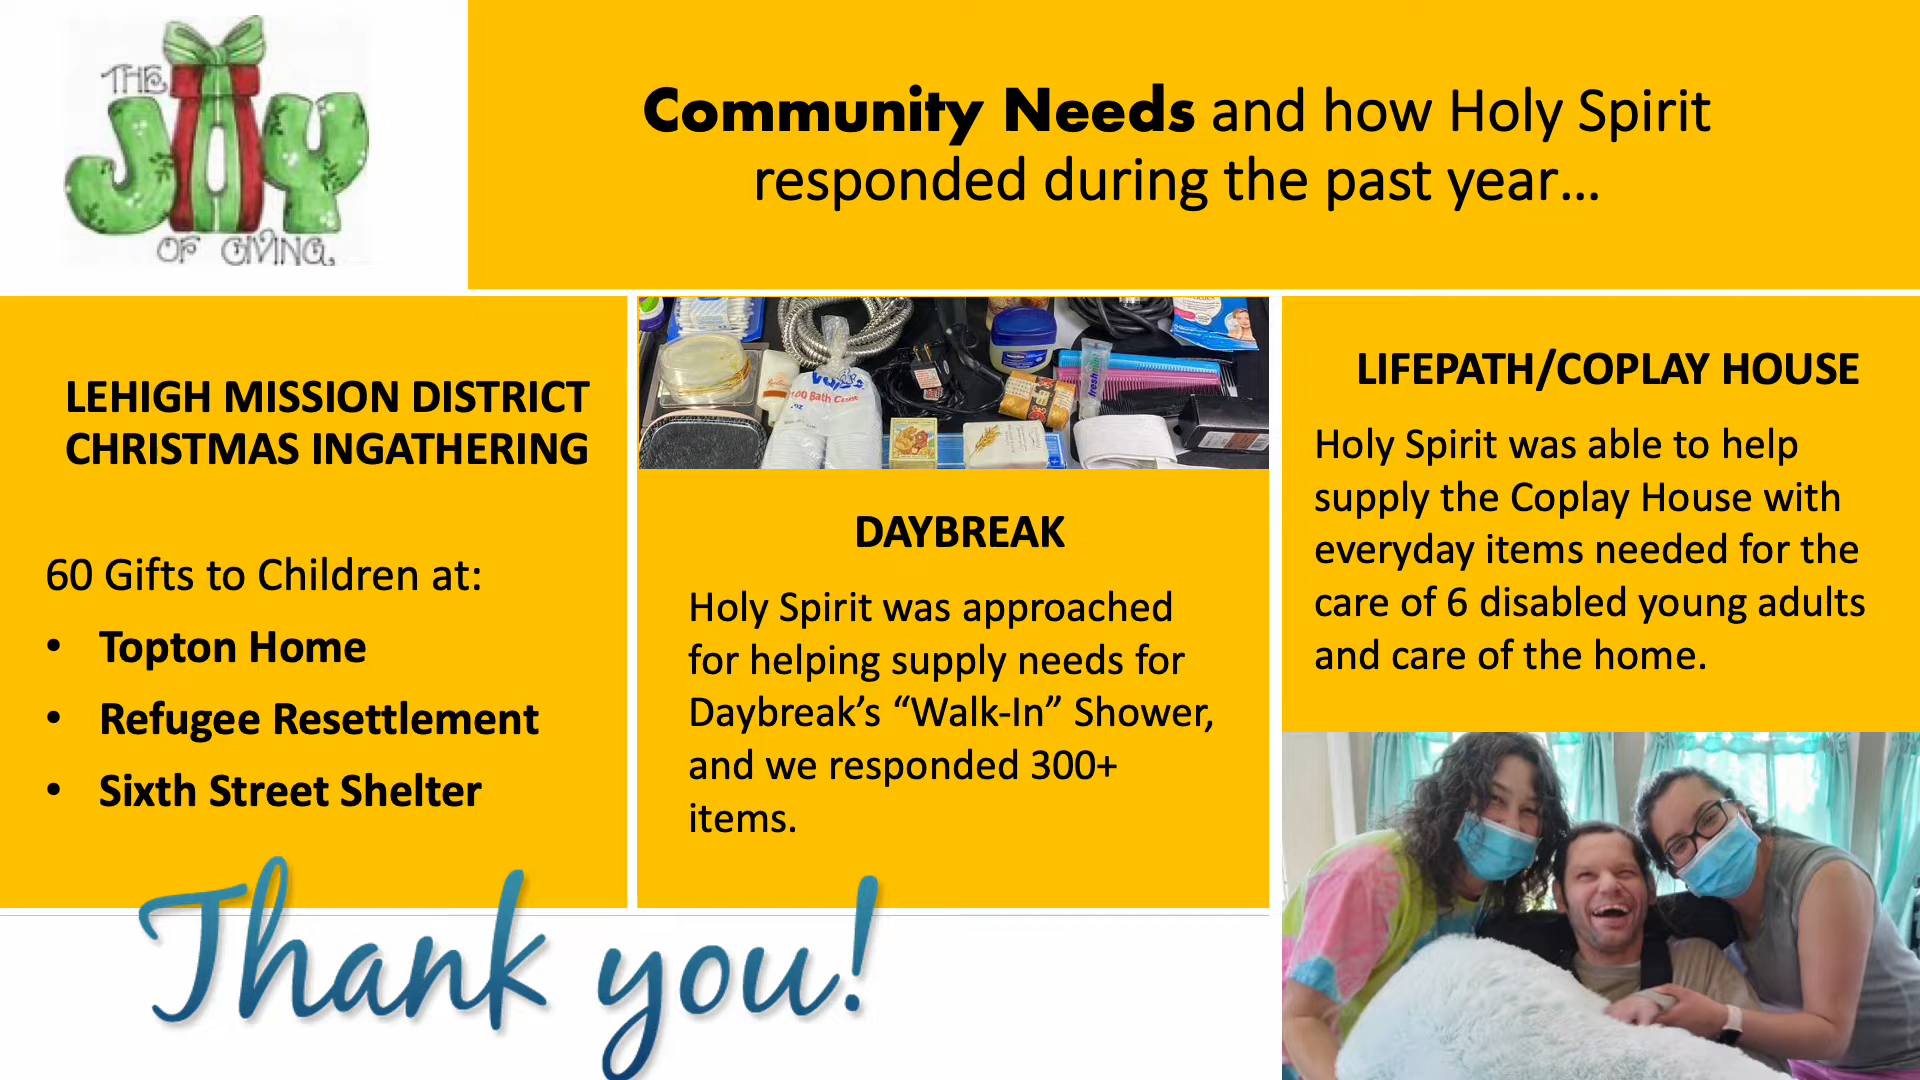 THE
JOY
OF GIVING.
Community Needs and how Holy Spirit
responded during the past year...
LEHIGH MISSION DISTRICT
CHRISTMAS INGATHERING
60 Gifts to Children at:
• Topton Home
• Refugee Resettlement
• Sixth Street Shelter
DAYBREAK
Holy Spirit was approached
for helping supply needs for
Daybreak’s “Walk-In” Shower,
and we responded 300+
items.
LIFEPATH/COPLAY HOUSE
Holy Spirit was able to help
supply the Coplay House with
everyday items needed for the
care of 6 disabled young adults
and care of the home.
Thank you!